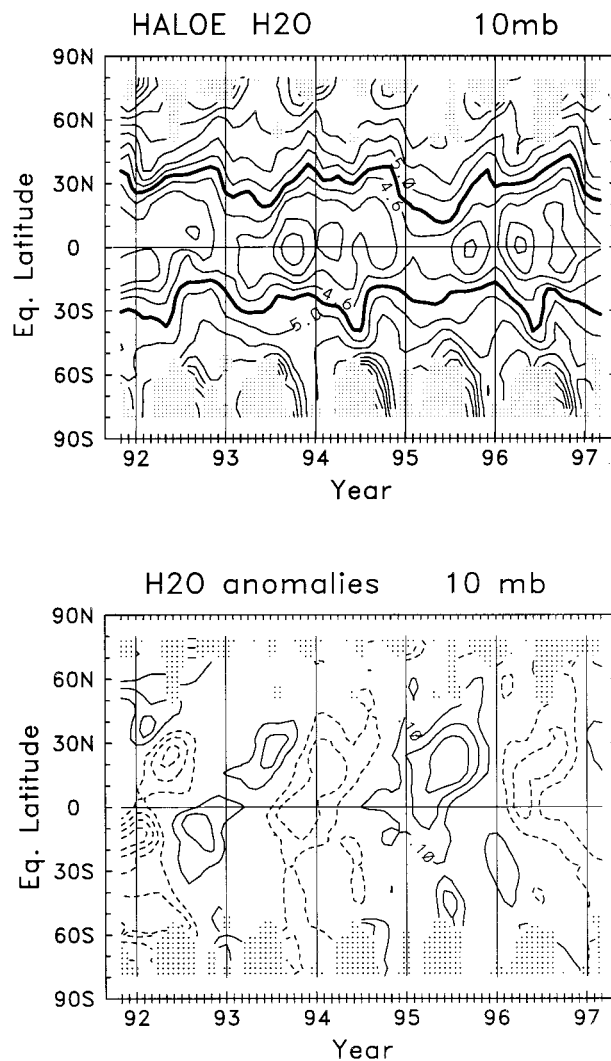 HALOE H2O 10mb
90N
60N
30N
0
30S
60S
90S
Eq. Latitude
5.0
4.6
4.6
5.0
92 93 94 95 96 97
Year
H2O anomalies 10 mb
90N
60N
30N
0
30S
60S
90S
Eq. Latitude
.10
92 93 94 95 96 97
Year